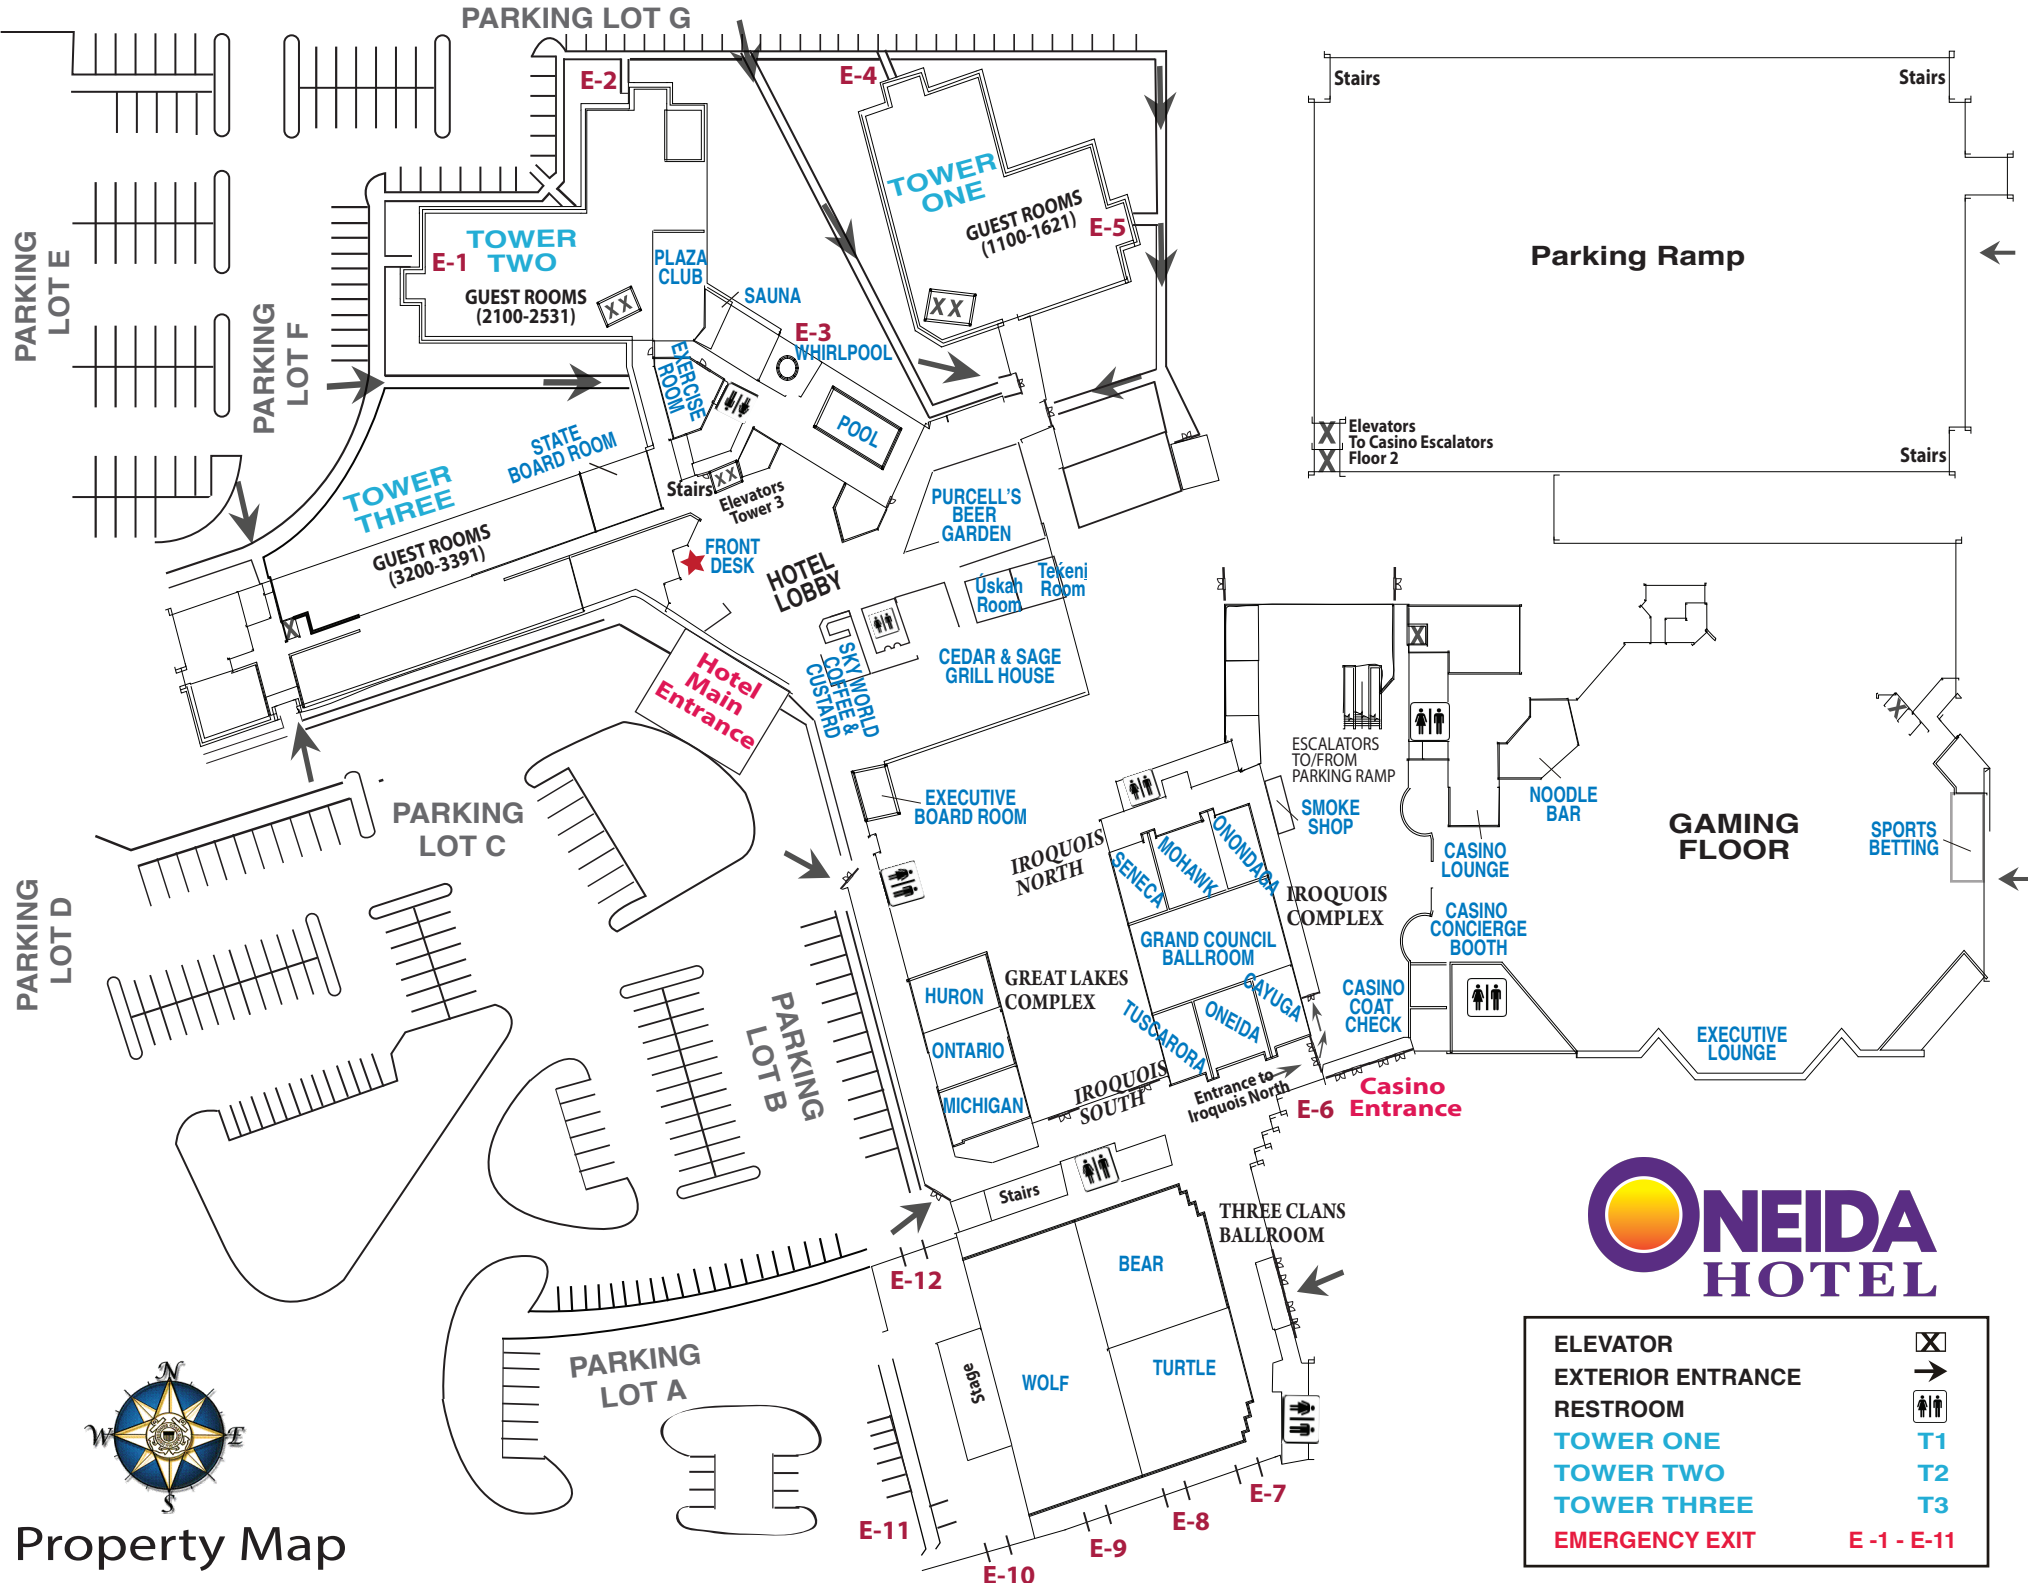 PARKING LOT G
E-2
E-4
Stairs
Stairs
TOWER
ONE
GUEST ROOMS
(1100-1621)
E-5
PARKING
LOT E
TOWER
TWO
E-1
GUEST ROOMS
(2100-2531)
XX
PLAZA
CLUB
SAUNA
E-3
WHIRLPOOL
XX
Parking Ramp
PARKING
LOT F
EXERCISE
ROOM
POOL
STATE
BOARD ROOM
X
X
Elevators
To Casino Escalators
Floor 2
Stairs
TOWER
THREE
GUEST ROOMS
(3200-3391)
Stairs
XX
Elevators
Tower 3
PURCELL'S
BEER
GARDEN
FRONT
DESK
HOTEL
LOBBY
Úskah
Room
Tekeni
Room
X
X
Hotel
Main
Entrance
SKY WORLD
COFFEE &
CUSTARD
CEDAR & SAGE
GRILL HOUSE
X
ESCALATORS
TO/FROM
PARKING RAMP
PARKING
LOT C
EXECUTIVE
BOARD ROOM
SMOKE
SHOP
NOODLE
BAR
GAMING
FLOOR
SPORTS
BETTING
CASINO
LOUNGE
IROQUOIS
NORTH
SENECA
MOHAWK
ONONDAGA
IROQUOIS
COMPLEX
PARKING
LOT D
CASINO
CONCIERGE
BOOTH
GRAND COUNCIL
BALLROOM
GREAT LAKES
COMPLEX
HURON
ONTARIO
MICHIGAN
TUSCARORA
ONEIDA
CAYUGA
CASINO
COAT
CHECK
EXECUTIVE
LOUNGE
PARKING
LOT B
IROQUOIS
SOUTH
Entrance to
Iroquois North
E-6
Casino
Entrance
Stairs
THREE CLANS
BALLROOM
BEAR
TURTLE
WOLF
Stage
E-12
PARKING
LOT A
E-11
E-10
E-9
E-8
E-7
ONEIDA
HOTEL
ELEVATOR X
EXTERIOR ENTRANCE
RESTROOM
TOWER ONE T1
TOWER TWO T2
TOWER THREE T3
EMERGENCY EXIT E -1 - E-11
N
W E
S
Property Map